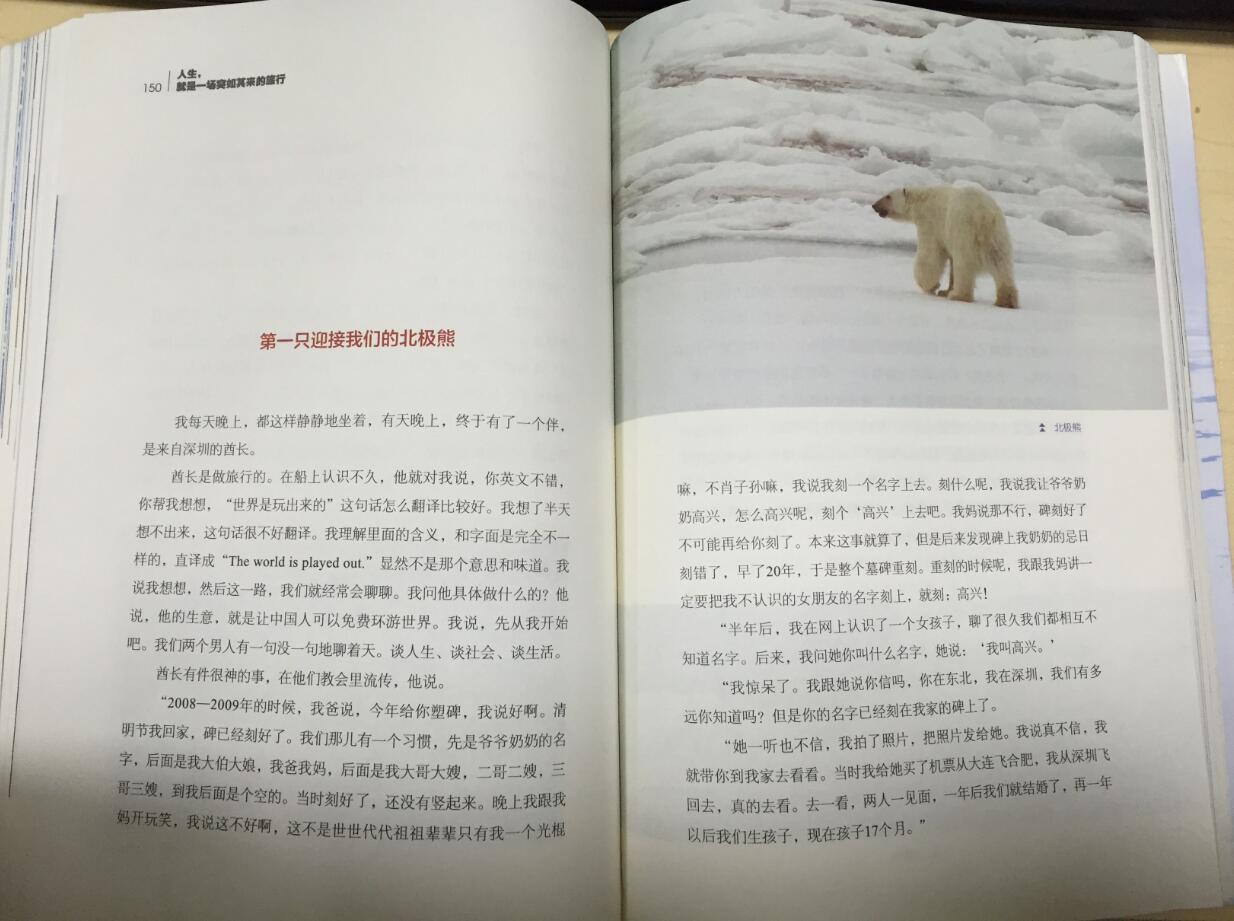 150
人生，
就是一场突如其来的旅行
第一只迎接我们的北极熊
我每天晚上，都这样静静地坐着，有天晚上，终于有了一个伴，
是来自深圳的酋长。
酋长是做旅行的。在船上认识不久，他就对我说，你英文不错，
你帮我想想，“世界是玩出来的”这句话怎么翻译比较好。我想了半天
想不出来，这句话很不好翻译。我理解里面的含义，和字面是完全不一
样的，直译成“The world is played out.”显然不是那个意思和味道。我
说我想想，然后这一路，我们就经常会聊聊。我问他具体做什么的？他
说，他的生意，就是让中国人可以免费环游世界。我说，先从我开始
吧。我们两个男人有一句没一句地聊着天。谈人生、谈社会、谈生活。
酋长有件很神的事，在他们教会里流传，他说。
“2008—2009年的时候，我爸说，今年给你塑碑，我说好啊。清
明节我回家，碑已经刻好了。我们那儿有一个习惯，先是爷爷奶奶的名
字，后面是我大伯大娘，我爸我妈，后面是我大哥大嫂，二哥二嫂，三
哥三嫂，到我后面是个空的。当时刻好了，还没有竖起来。晚上我跟我
妈开玩笑，我说这不好啊，这不是世世代代祖祖辈辈只有我一个光棍
北极熊
嘛，不肖子孙嘛，我说我刻一个名字上去。刻什么呢，我说我让爷爷奶
奶高兴，怎么高兴呢，刻个‘高兴’上去吧。我妈说那不行，碑刻好了
不可能再给你刻了。本来这事就算了，但是后来发现碑上我奶奶的忌日
刻错了，早了20年，于是整个墓碑重刻。重刻的时候呢，我跟我妈讲一
定要把我不认识的女朋友的名字刻上，就刻：高兴！
“半年后，我在网上认识了一个女孩子，聊了很久我们都相互不
知道名字。后来，我问她你叫什么名字，她说：‘我叫高兴。’
“我惊呆了。我跟她说你信吗，你在东北，我在深圳，我们有多
远你知道吗？但是你的名字已经刻在我家的碑上了。
“她一听也不信，我拍了照片，把照片发给她。我说真不信，我
就带你到我家去看看。当时我给她买了机票从大连飞合肥，我从深圳飞
回去，真的去看。去一看，两人一见面，一年后我们就结婚了，再一年
以后我们生孩子，现在孩子17个月。”